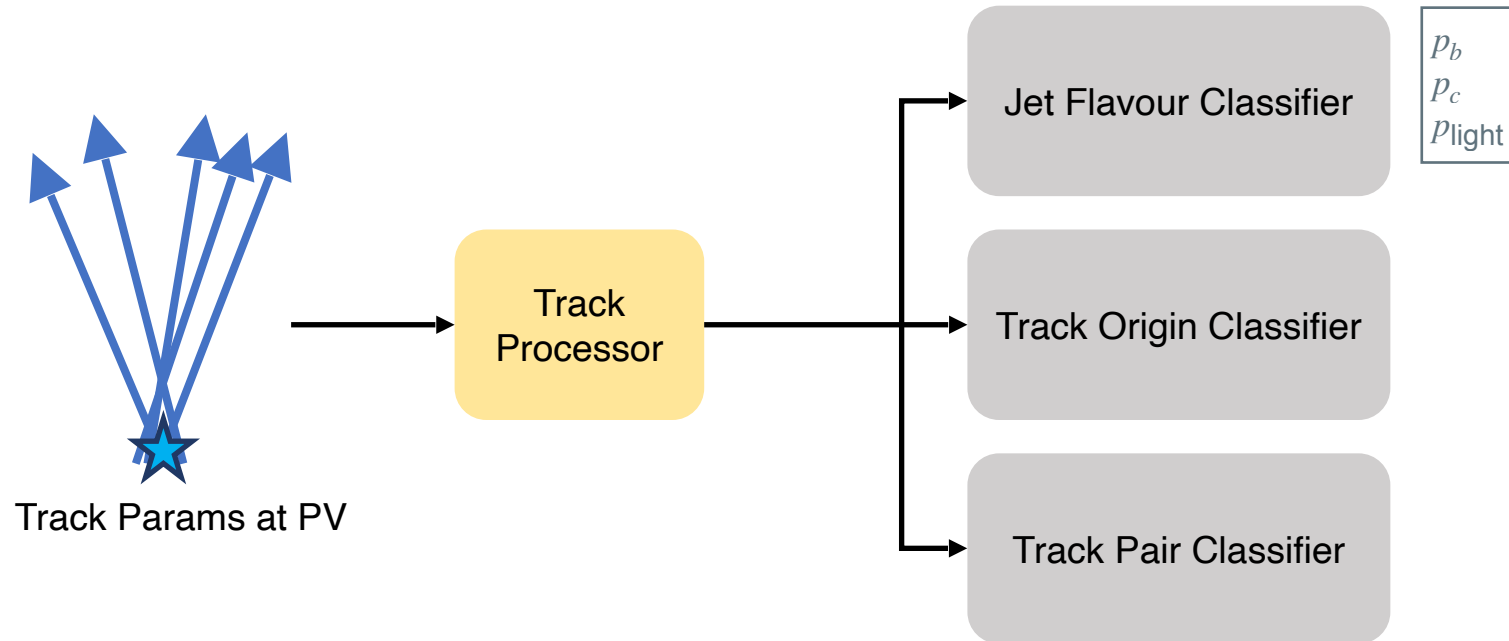 Track Params at PV
Track
Processor
Jet Flavour Classifier
p_b
p_c
p_light
Track Origin Classifier
Track Pair Classifier